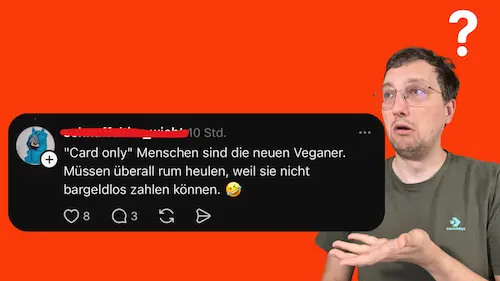 ?
10 Std.
"Card only" Menschen sind die neuen Veganer.
Müssen überall rum heulen, weil sie nicht
bargeldlos zahlen können. 🤣
8 3